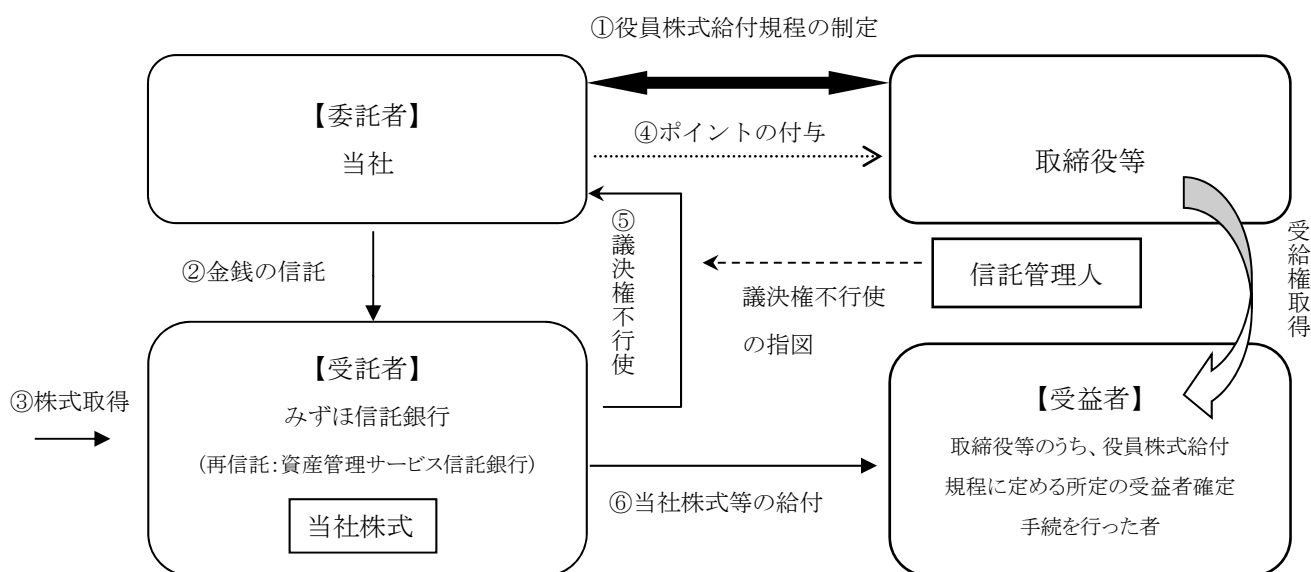 ①役員株式給付規程の制定
【委託者】
当社
④ポイントの付与
取締役等
②金銭の信託
⑤議決権不行使
議決権不行使
の指図
信託管理人
受給権取得
③株式取得
【受託者】
みずほ信託銀行
(再信託:資産管理サービス信託銀行)
当社株式
⑥当社株式等の給付
【受益者】
取締役等のうち、役員株式給付
規程に定める所定の受益者確定
手続を行った者